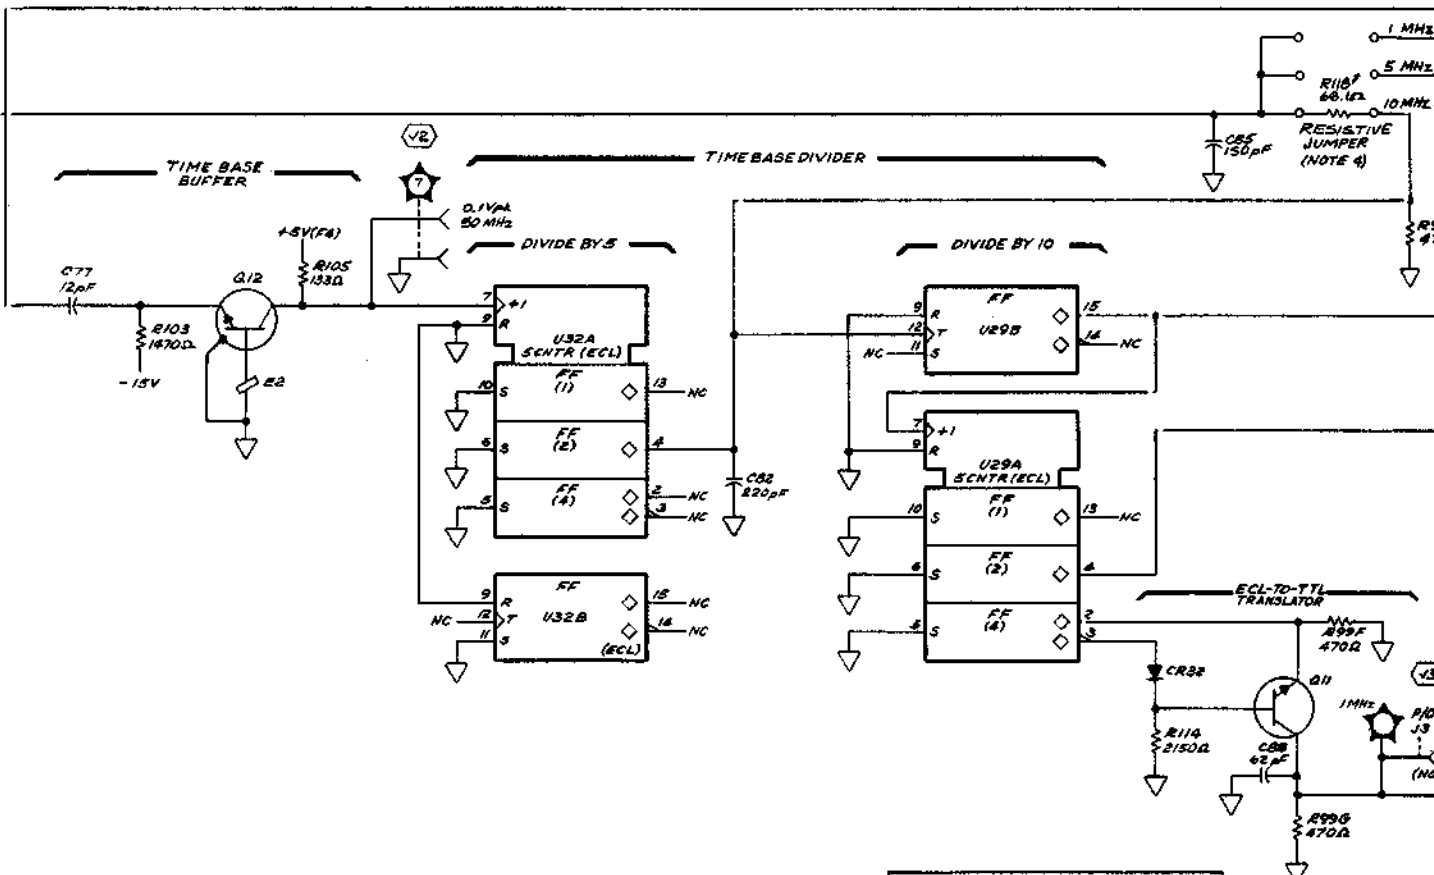 1 MHz
5 MHz
R118*
10 MHz
RESISTIVE
JUMPER
(NOTE 4)
C85
150pF
J2
7
TIME BASE
BUFFER
TIME BASE DIVIDER
0.1Vpk
50 MHz
+5V(F4)
R105
133Ω
C77
12pF
Q12
R103
1470Ω
-15V
E2
DIVIDE BY 5
7
+1
9
R
U32A
5CNTR (ECL)
10
S
FF
(1)
13
NC
6
S
FF
(2)
4
5
S
FF
(4)
2
NC
3
NC
C82
220pF
9
R
FF
15
NC
NC
12
T
U32B
14
NC
11
S
(ECL)
DIVIDE BY 10
9
R
FF
15
12
T
U29B
14
NC
NC
11
S
7
+1
9
R
U29A
5CNTR (ECL)
10
S
FF
(1)
13
NC
6
S
FF
(2)
4
5
S
FF
(4)
2
3
ECL-TO-TTL
TRANSLATOR
R99F
470Ω
CR22
Q11
R114
2150Ω
C88
62pF
1MHz
P/O
J3
R99G
470Ω